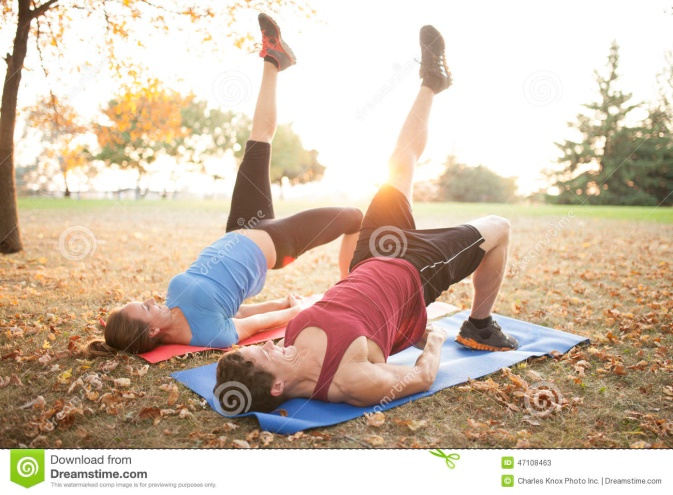 dreamstime
Download from
Dreamstime.com
This watermarked comp image is for previewing purposes only.
47108463
© Charles Knox Photo Inc. | Dreamstime.com